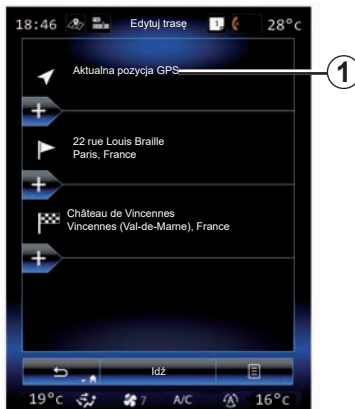 18:46 Edytuj trasę 28°c
Aktualna pozycja GPS
1
22 rue Louis Braille
Paris, France
Château de Vincennes
Vincennes (Val-de-Marne), France
Idź
19°c 7 A/C 16°c